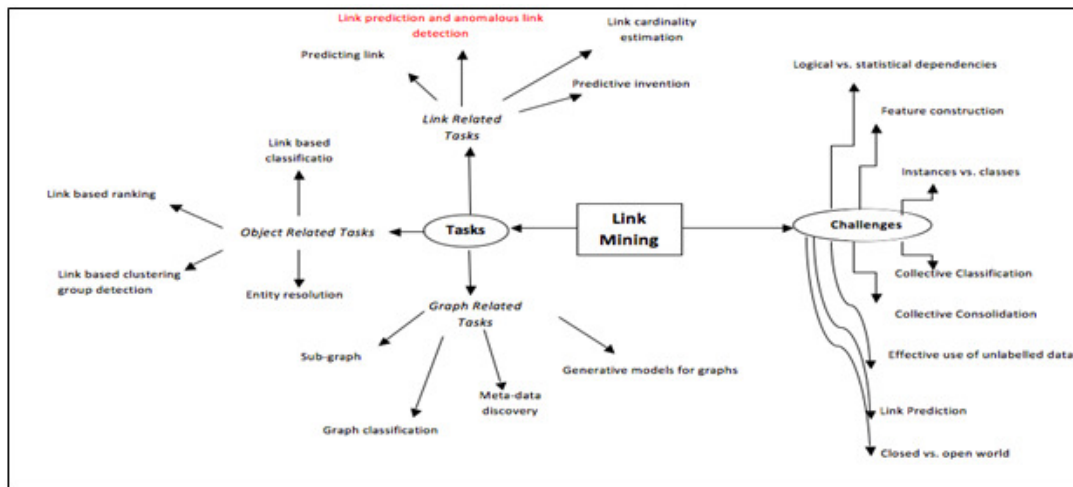 Link prediction and anomalous link
detection
Link cardinality
estimation
Predicting link
Predictive invention
Link Related
Tasks
Logical vs. statistical dependencies
Feature construction
Instances vs. classes
Link based
classificatio
Link based ranking
Object Related Tasks
Tasks
Link
Mining
Challenges
Link based clustering
group detection
Entity resolution
Graph Related
Tasks
Collective Classification
Collective Consolidation
Sub-graph
Generative models for graphs
Meta-data
discovery
Graph classification
Effective use of unlabelled data
Link Prediction
Closed vs. open world